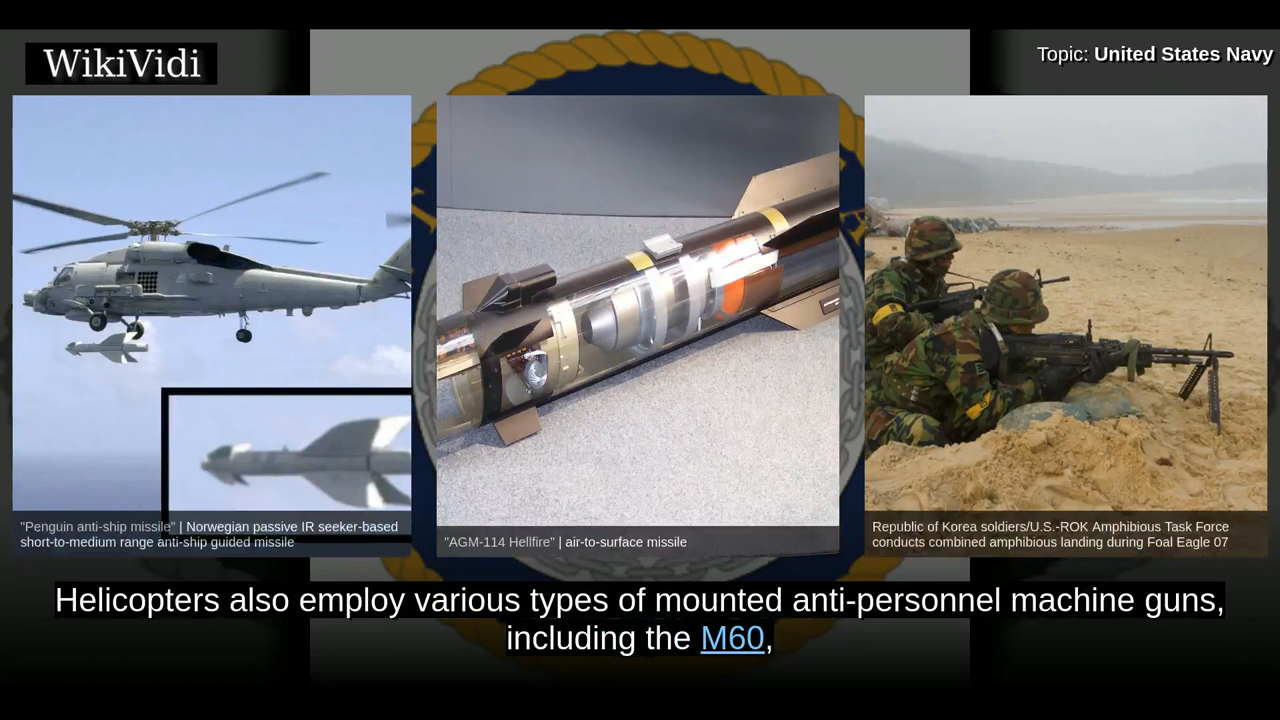 WikiVidi
Topic: United States Navy
"Penguin anti-ship missile" | Norwegian passive IR seeker-based
short-to-medium range anti-ship guided missile
"AGM-114 Hellfire" | air-to-surface missile
Republic of Korea soldiers/U.S.-ROK Amphibious Task Force
conducts combined amphibious landing during Foal Eagle 07
Helicopters also employ various types of mounted anti-personnel machine guns,
including the M60,